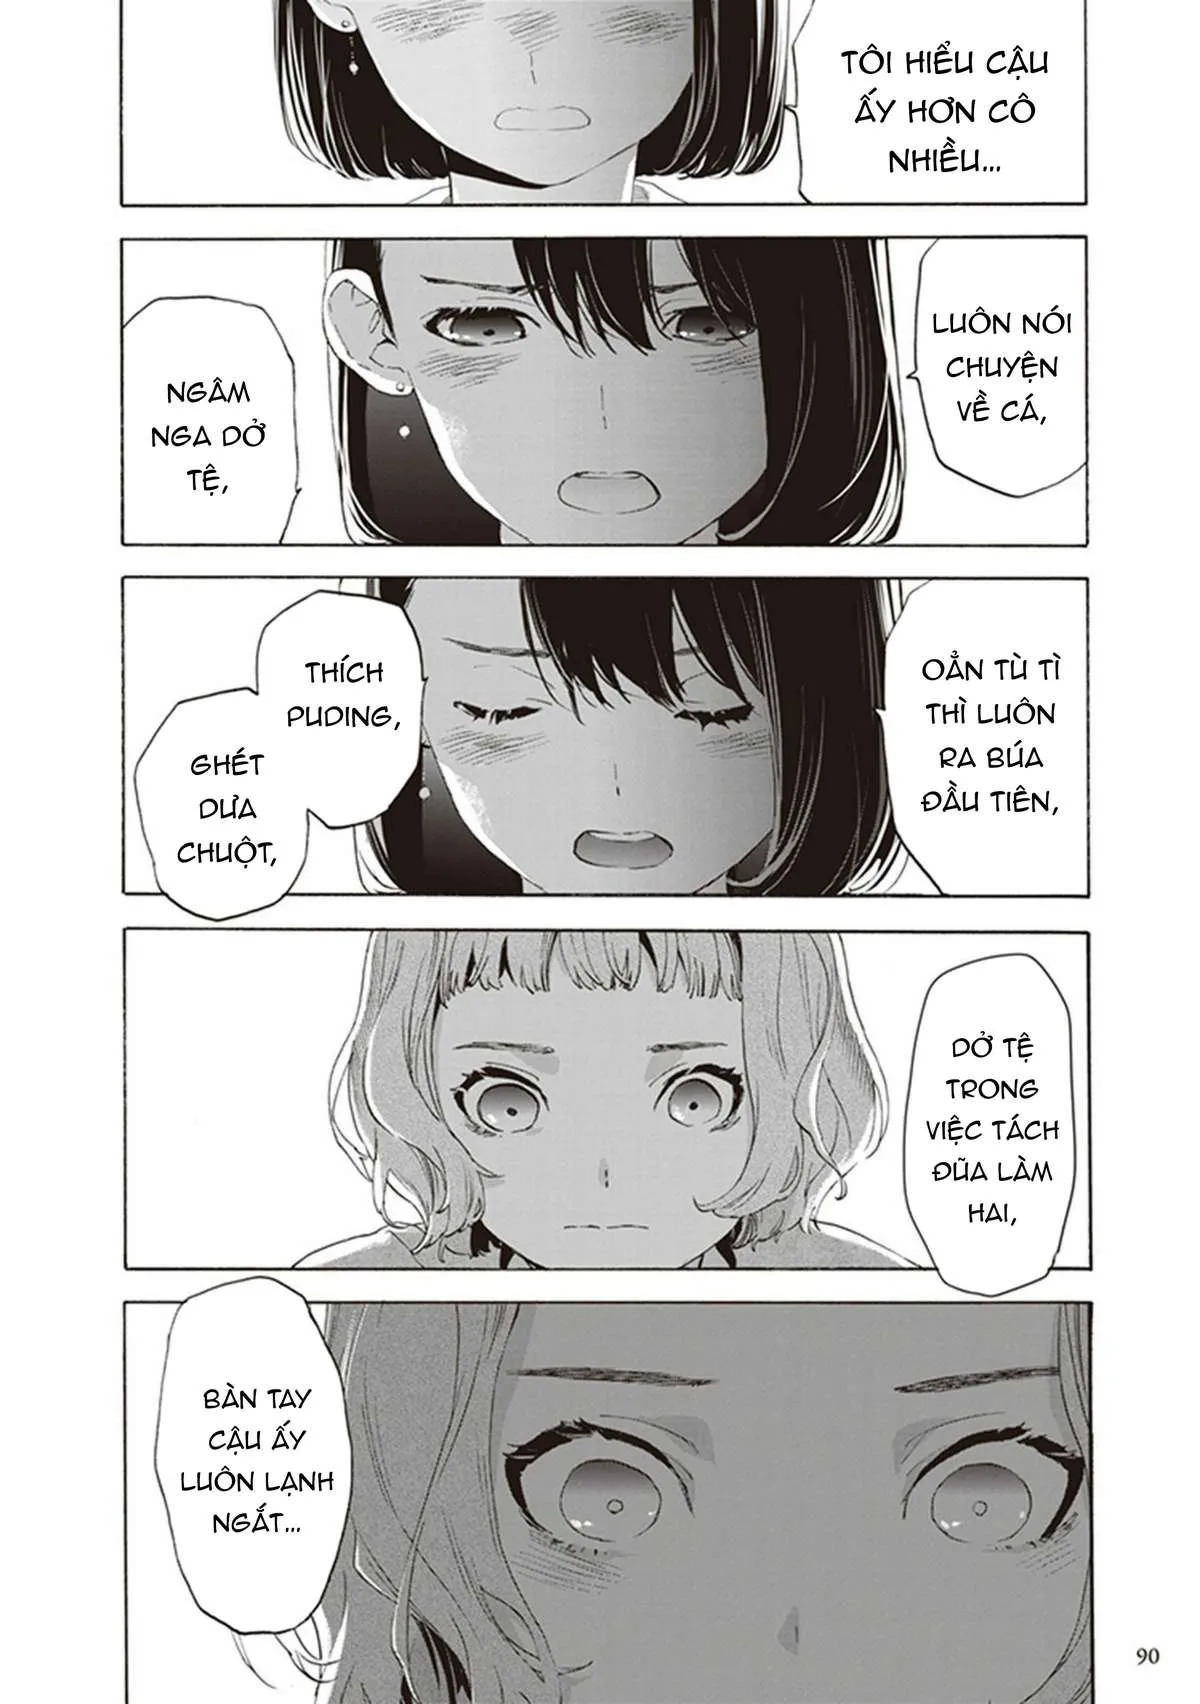 TÔI HIỂU CẬU
ẤY HƠN CÔ
NHIỀU...
LUÔN NÓI
CHUYỆN
VỀ CÁ,
NGÂM
NGA DỞ
TỆ,
OẲN TÙ TÌ
THÌ LUÔN
RA BÚA
ĐẦU TIÊN,
THÍCH
PUDING,
GHÉT
DƯA
CHUỘT,
DỞ TỆ
TRONG
VIỆC TÁCH
ĐŨA LÀM
HAI,
BÀN TAY
CẬU ẤY
LUÔN LẠNH
NGẮT...
90